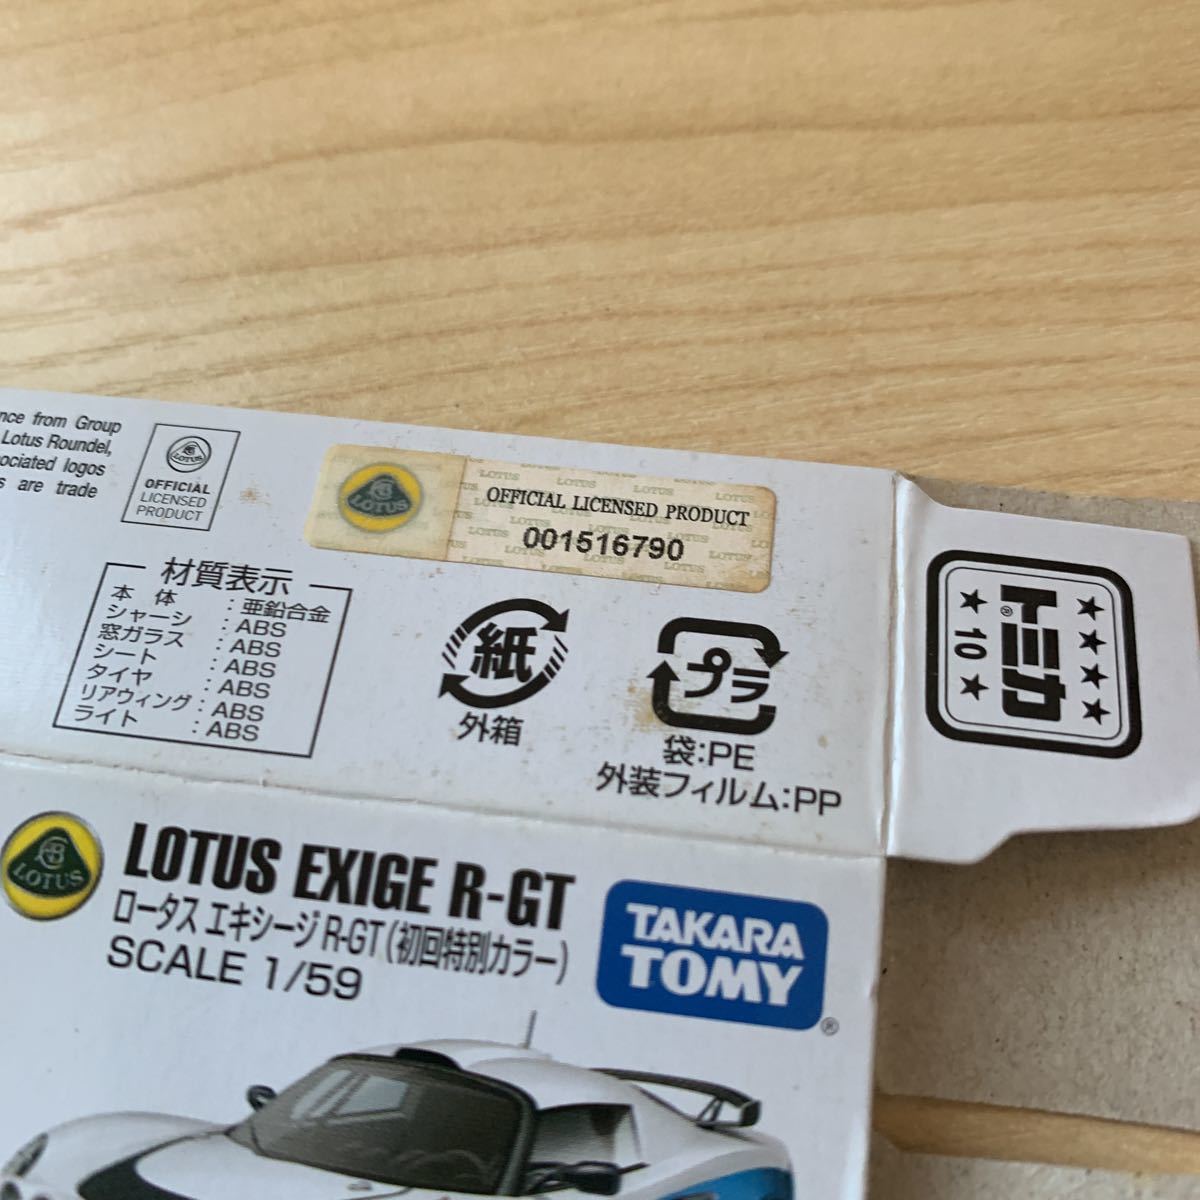 nce from Group
Lotus Roundel,
ociated logos
s are trade
LOTUS
OFFICIAL
LICENSED
PRODUCT
LOTUS
OFFICIAL LICENSED PRODUCT
001516790
材質表示
本体:亜鉛合金
シャーシ:ABS
窓ガラス:ABS
シート:ABS
タイヤ:ABS
リアウィング:ABS
ライト:ABS
紙
外箱
プラ
袋:PE
外装フィルム:PP
★★★★
トミカ®
★10★
LOTUS
LOTUS EXIGE R-GT
ロータス エキシージ R-GT(初回特別カラー)
SCALE 1/59
TAKARA
TOMY®